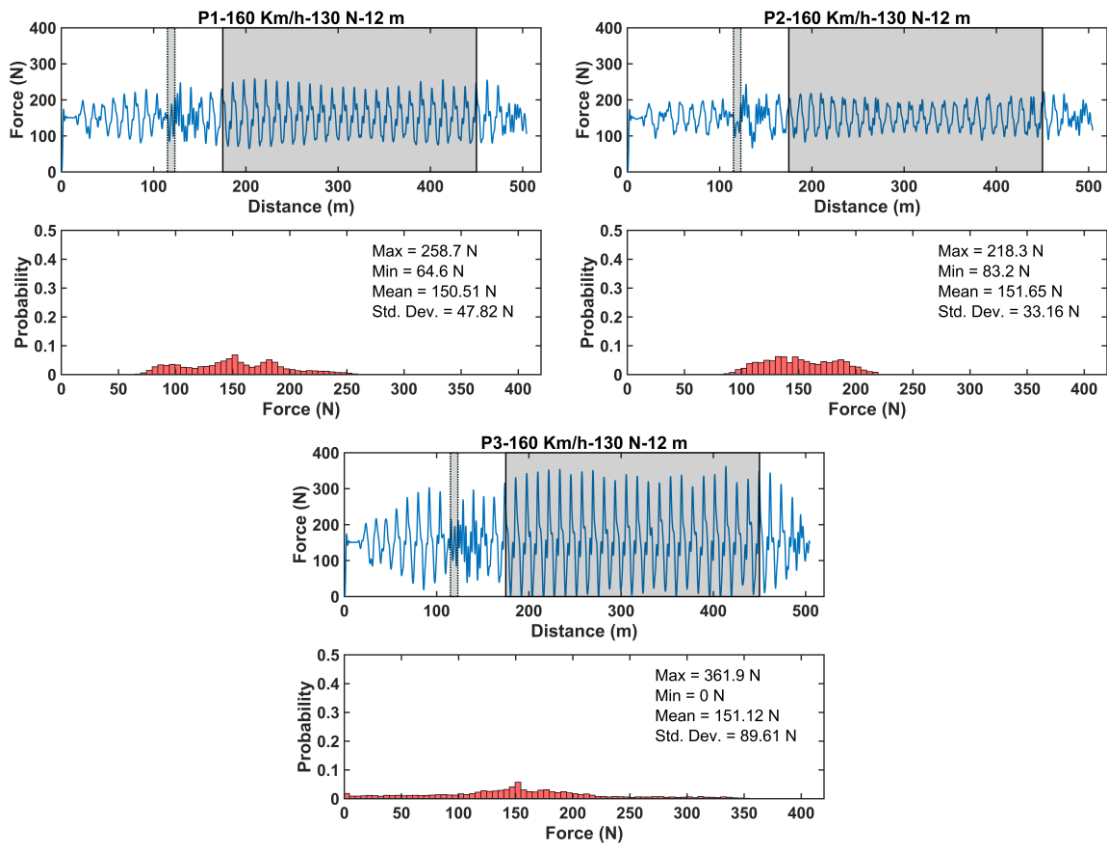 P1-160 Km/h-130 N-12 m
400
300
200
100
0
Force (N)
0 100 200 300 400 500
Distance (m)
0.5
0.4
0.3
0.2
0.1
0
Probability
Max = 258.7 N
Min = 64.6 N
Mean = 150.51 N
Std. Dev. = 47.82 N
0 50 100 150 200 250 300 350 400
Force (N)
P2-160 Km/h-130 N-12 m
400
300
200
100
0
Force (N)
0 100 200 300 400 500
Distance (m)
0.5
0.4
0.3
0.2
0.1
0
Probability
Max = 218.3 N
Min = 83.2 N
Mean = 151.65 N
Std. Dev. = 33.16 N
0 50 100 150 200 250 300 350 400
Force (N)
P3-160 Km/h-130 N-12 m
400
300
200
100
0
Force (N)
0 100 200 300 400 500
Distance (m)
0.5
0.4
0.3
0.2
0.1
0
Probability
Max = 361.9 N
Min = 0 N
Mean = 151.12 N
Std. Dev. = 89.61 N
0 50 100 150 200 250 300 350 400
Force (N)